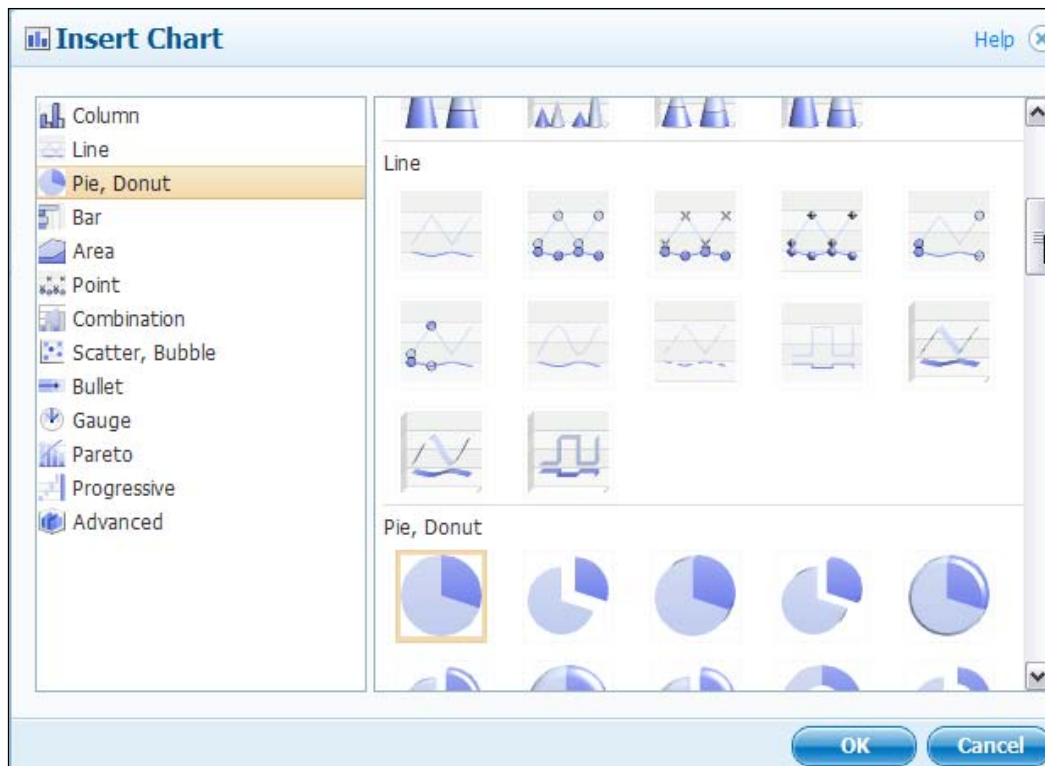 Insert Chart
Help
Column
Line
Pie, Donut
Bar
Area
Point
Combination
Scatter, Bubble
Bullet
Gauge
Pareto
Progressive
Advanced
Line
Pie, Donut
OK
Cancel